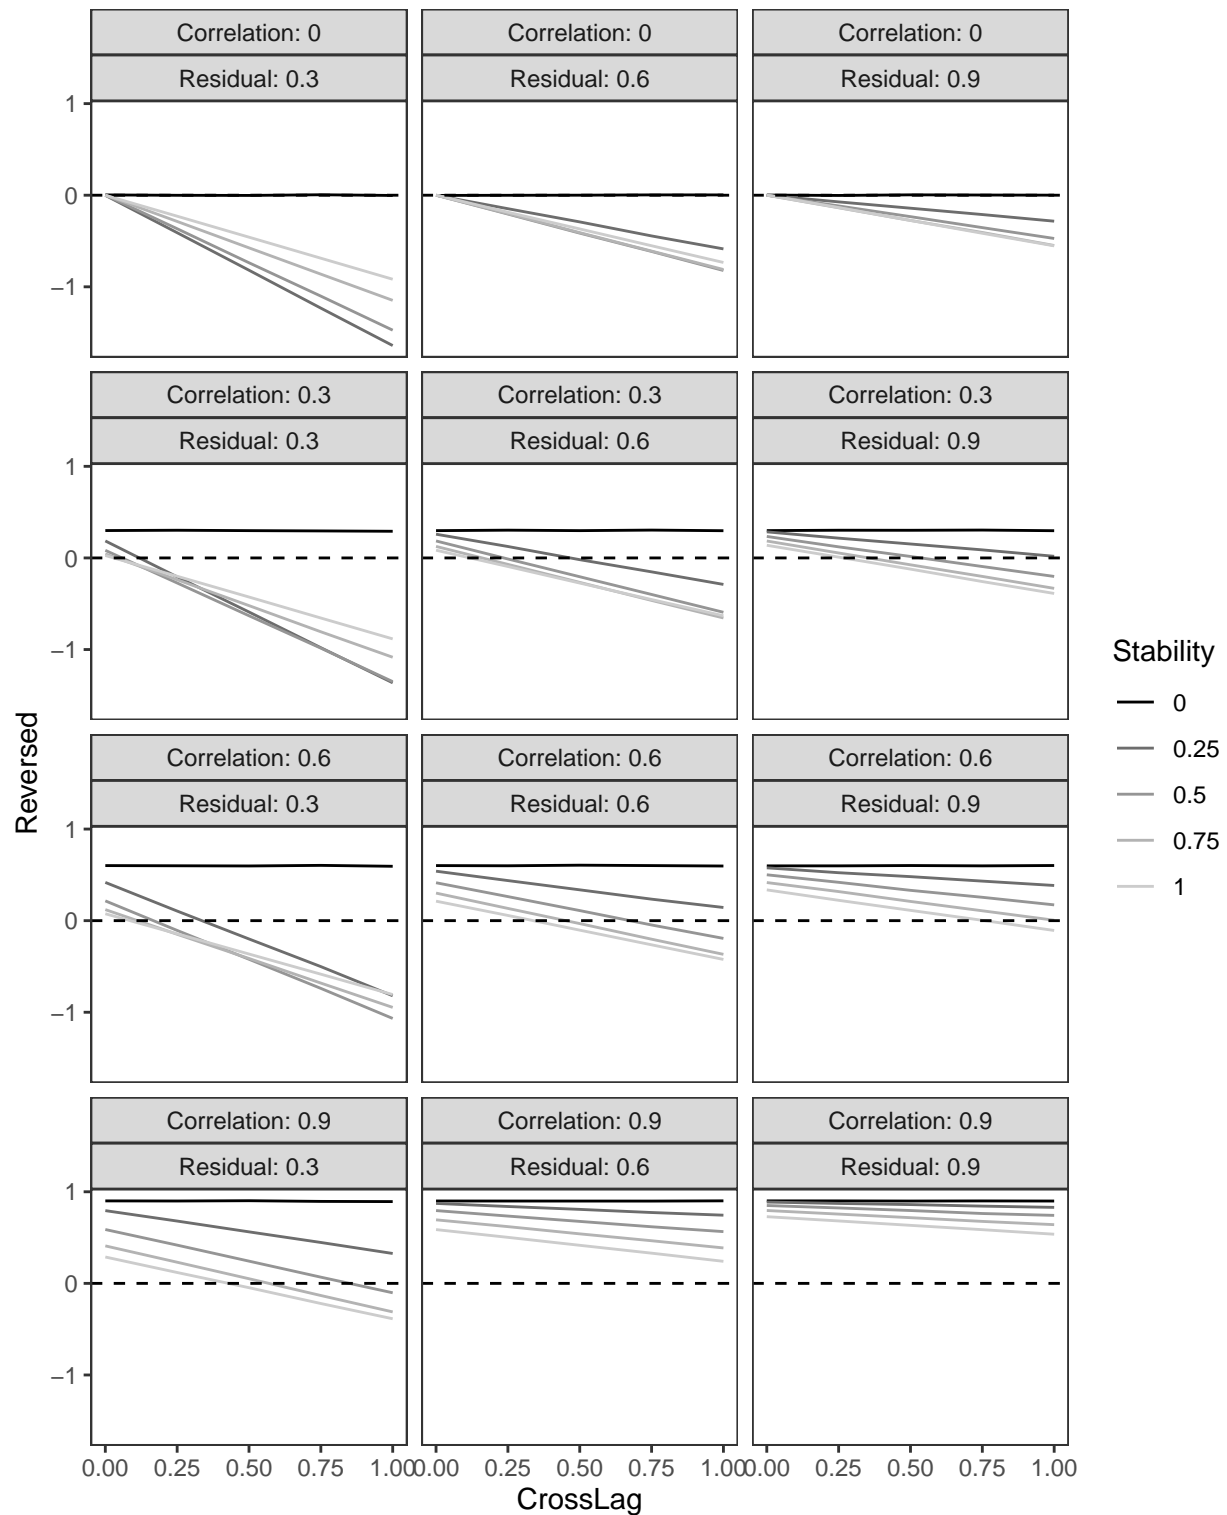 Correlation: 0 Correlation: 0 Correlation: 0
Residual: 0.3 Residual: 0.6 Residual: 0.9
1
0
−1
Correlation: 0.3 Correlation: 0.3 Correlation: 0.3
Residual: 0.3 Residual: 0.6 Residual: 0.9
1
0
−1
Correlation: 0.6 Correlation: 0.6 Correlation: 0.6
Residual: 0.3 Residual: 0.6 Residual: 0.9
1
0
−1
Correlation: 0.9 Correlation: 0.9 Correlation: 0.9
Residual: 0.3 Residual: 0.6 Residual: 0.9
1
0
−1
0.00 0.25 0.50 0.75 1.00 0.00 0.25 0.50 0.75 1.00 0.00 0.25 0.50 0.75 1.00
CrossLag
Reversed
Stability
0
0.25
0.5
0.75
1